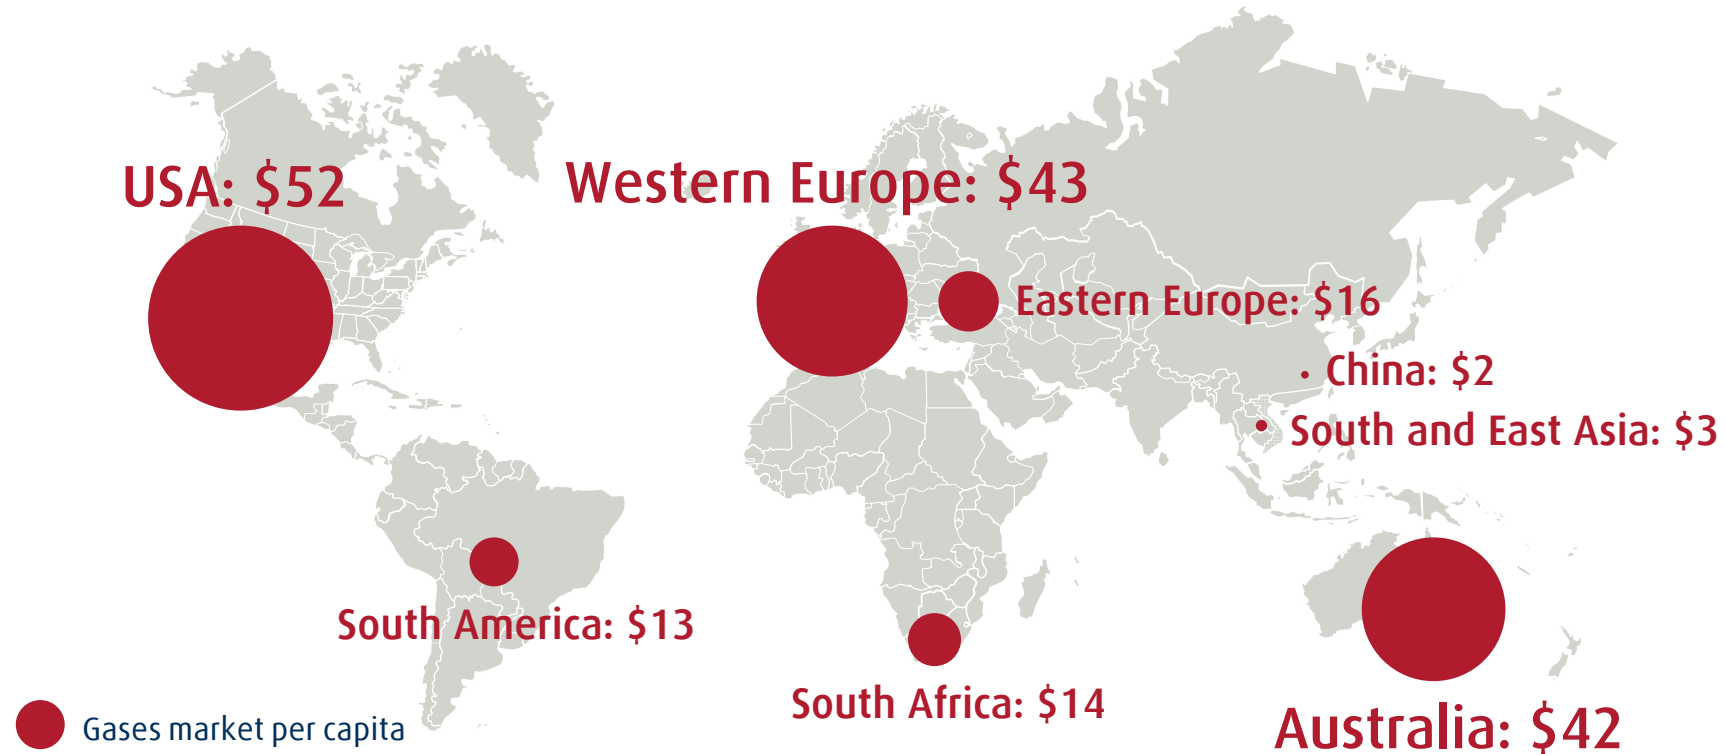 USA: $52
Western Europe: $43
Eastern Europe: $16
China: $2
South and East Asia: $3
South America: $13
South Africa: $14
Australia: $42
Gases market per capita